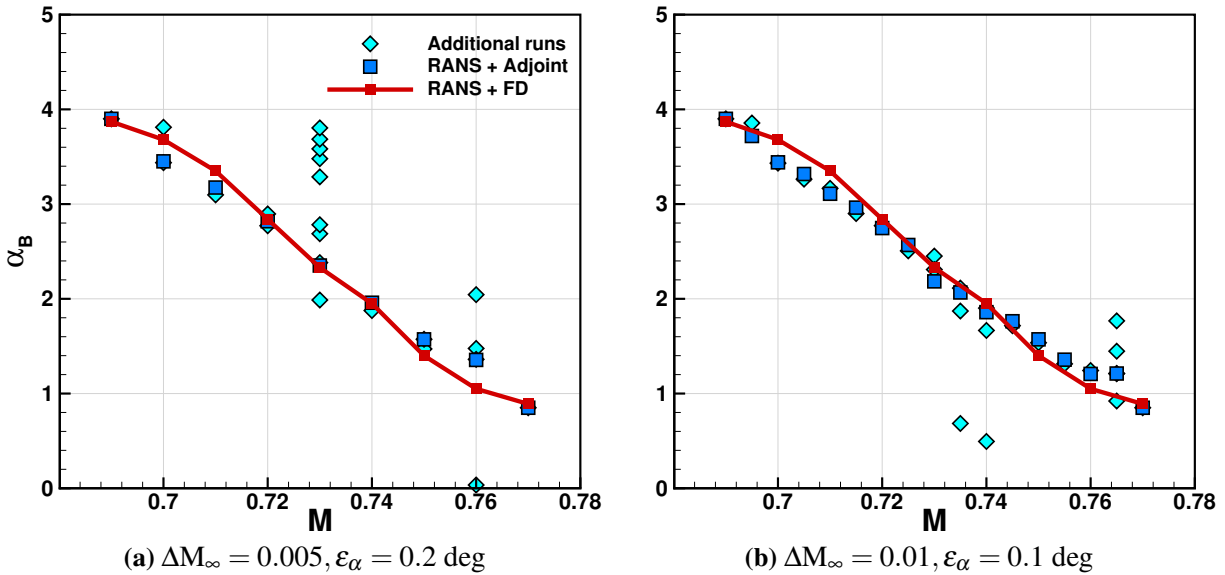 5
4
3
2
1
0
α_B
0.7
0.72
0.74
0.76
0.78
M
Additional runs
RANS + Adjoint
RANS + FD
(a) ΔM∞ = 0.005, ε_α = 0.2 deg
5
4
3
2
1
0
0.7
0.72
0.74
0.76
0.78
M
(b) ΔM∞ = 0.01, ε_α = 0.1 deg